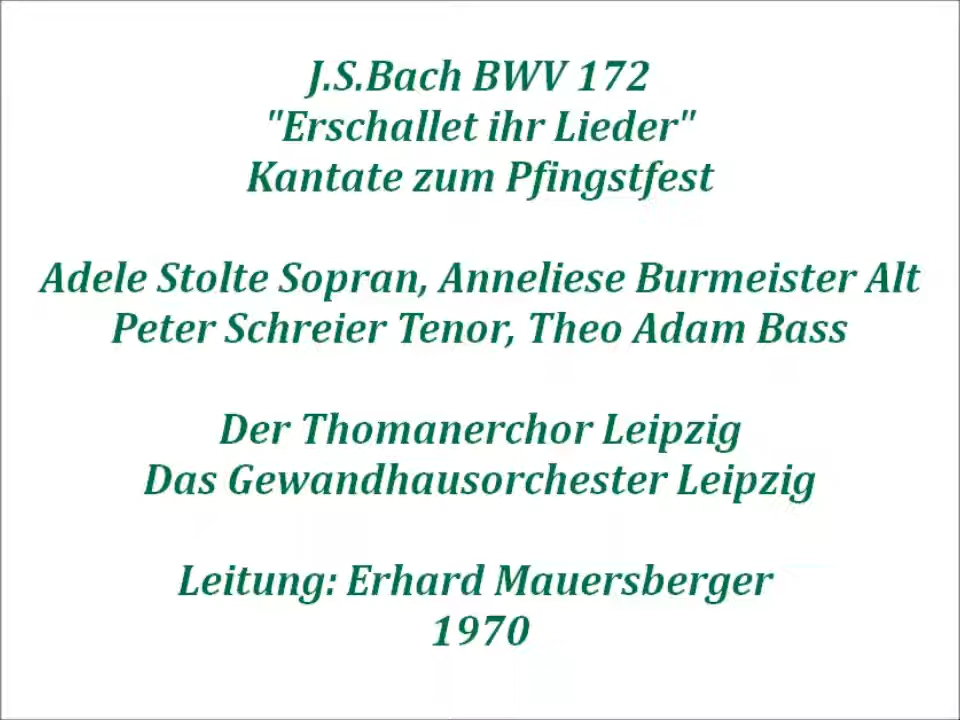 J.S.Bach BWV 172
"Erschallet ihr Lieder"
Kantate zum Pfingstfest
Adele Stolte Sopran, Anneliese Burmeister Alt
Peter Schreier Tenor, Theo Adam Bass
Der Thomanerchor Leipzig
Das Gewandhausorchester Leipzig
Leitung: Erhard Mauersberger
1970